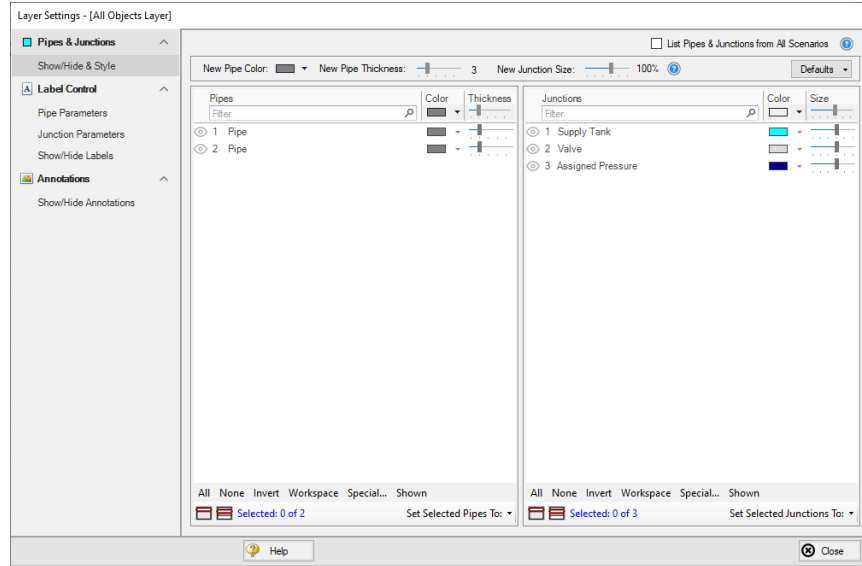 Layer Settings - [All Objects Layer]
Pipes & Junctions
Show/Hide & Style
A Label Control
Pipe Parameters
Junction Parameters
Show/Hide Labels
Annotations
Show/Hide Annotations
List Pipes & Junctions from All Scenarios ?
New Pipe Color: New Pipe Thickness: 3 New Junction Size: 100% ? Defaults
Pipes Color Thickness
Filter
1 Pipe
2 Pipe
All None Invert Workspace Special... Shown
Selected: 0 of 2 Set Selected Pipes To:
Junctions Color Size
Filter
1 Supply Tank
2 Valve
3 Assigned Pressure
All None Invert Workspace Special... Shown
Selected: 0 of 3 Set Selected Junctions To:
? Help
Close